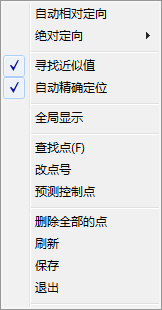 自动相对定向
绝对定向
寻找近似值
自动精确定位
全局显示
查找点(F)
改点号
预测控制点
删除全部的点
刷新
保存
退出